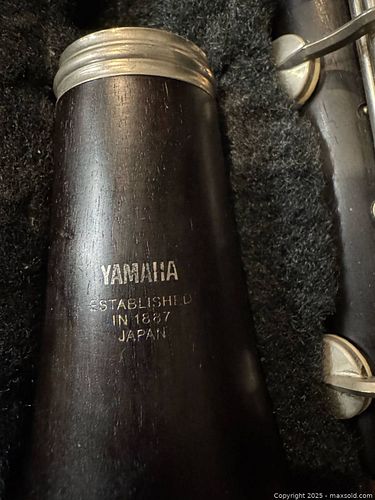 YAMAHA
ESTABLISHED
IN 1887
JAPAN
Copyright 2025 - maxsold.com